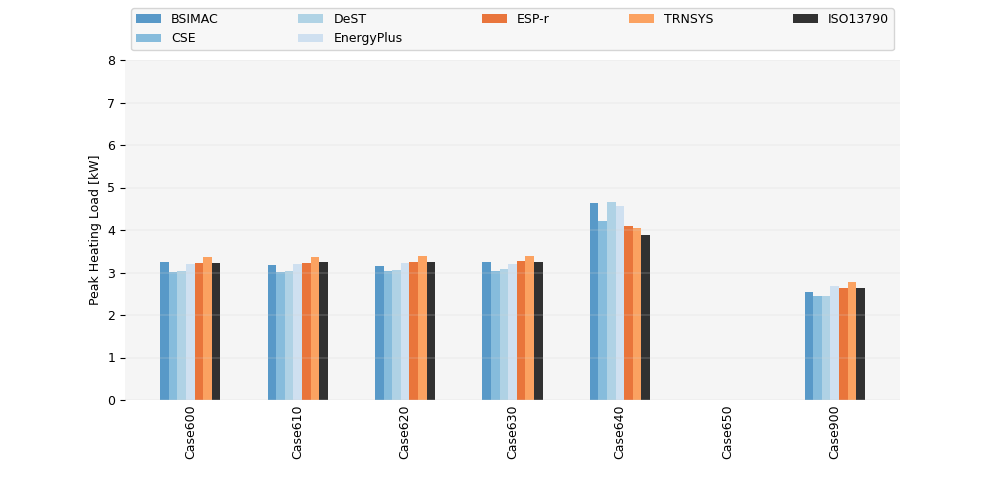 BSIMAC DeST ESP-r TRNSYS ISO13790
CSE EnergyPlus
8
7
6
5
4
3
2
1
0
Peak Heating Load [kW]
Case600 Case610 Case620 Case630 Case640 Case650 Case900